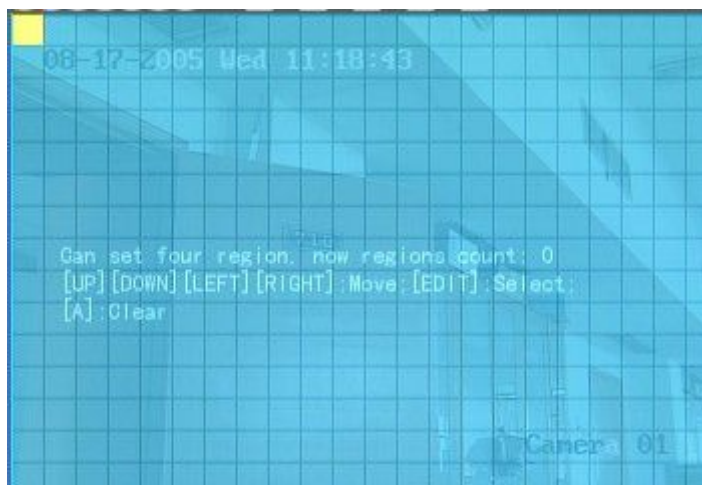 08-17-2005 Wed 11:18:43
Can set four region, now regions count: 0
[UP][DOWN][LEFT][RIGHT]:Move;[EDIT]:Select;
[A]:Clear
Camera 01